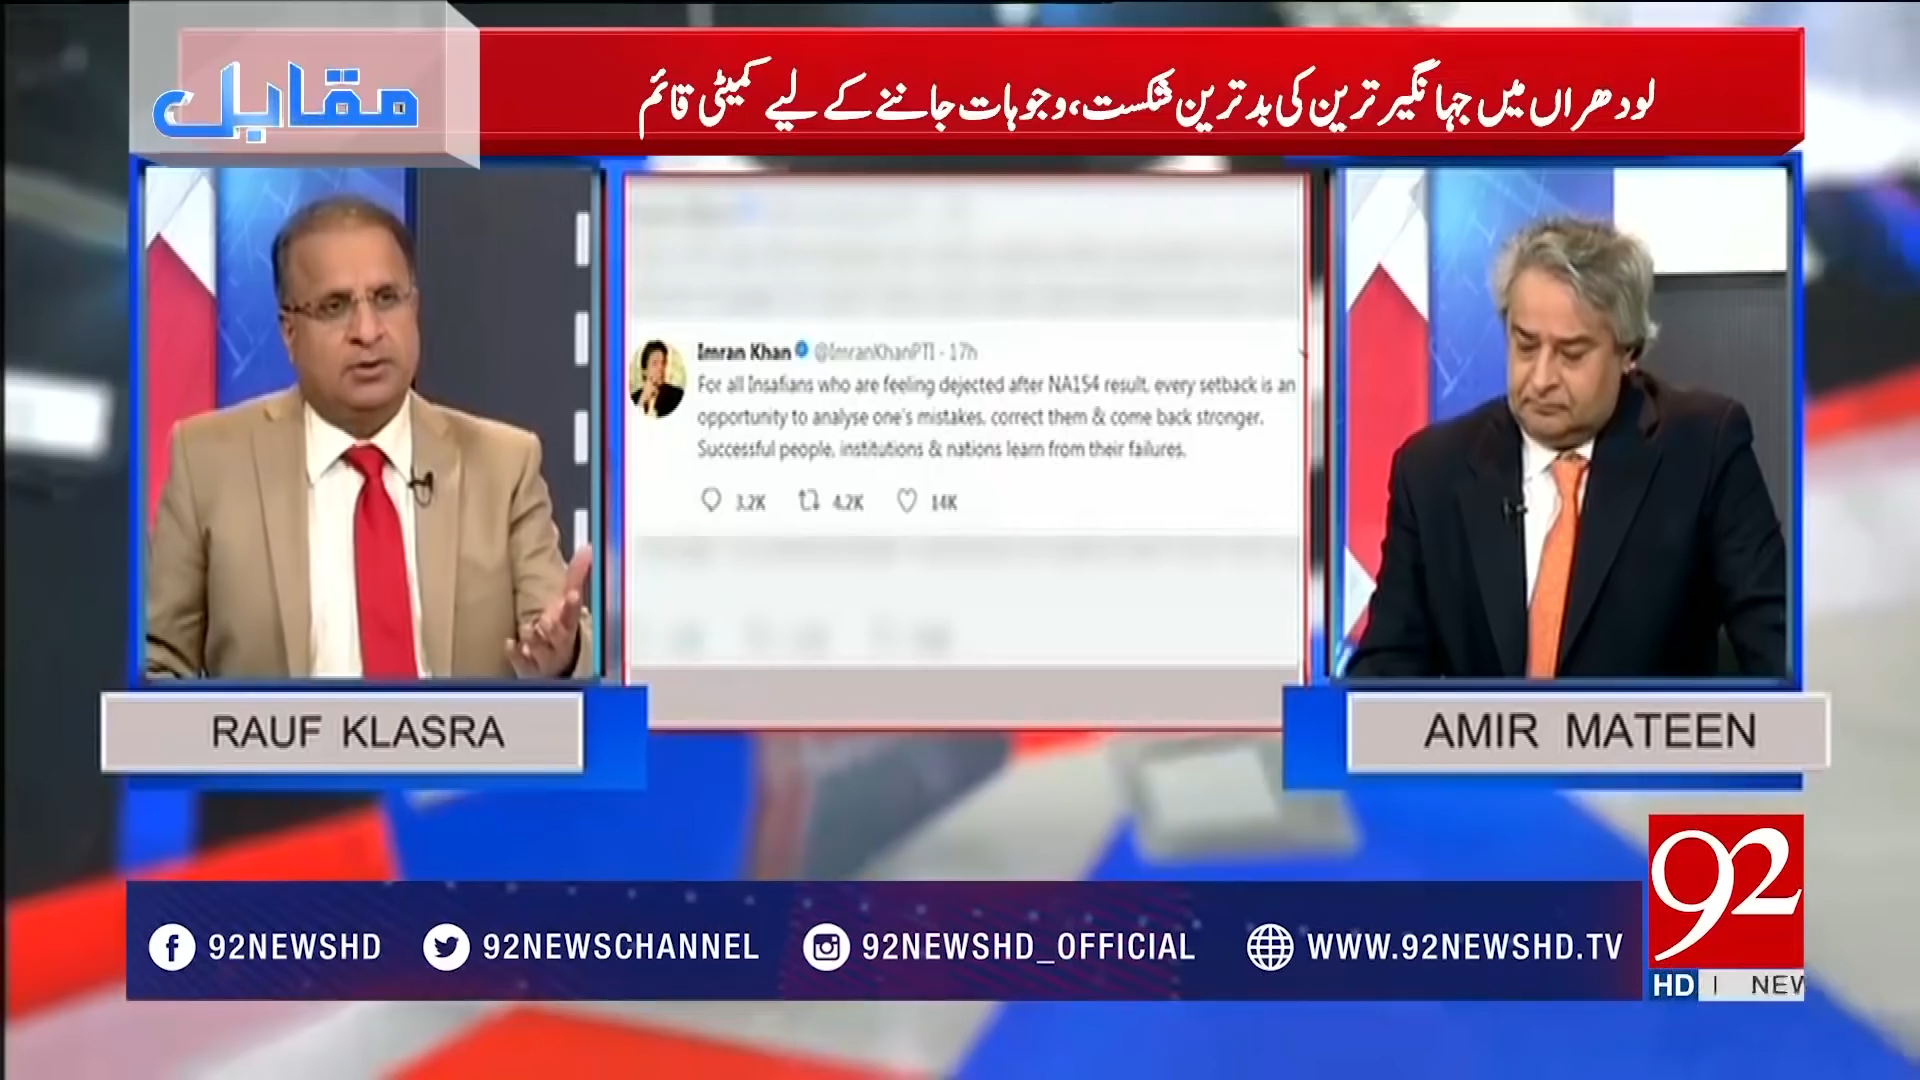 مقابل
لودھراں میں جہانگیر ترین کی بدترین شکست، وجوہات جاننے کے لیے کمیٹی قائم
Imran Khan @ImranKhanPTI - 17h
For all Insafians who are feeling dejected after NA154 result, every setback is an
opportunity to analyse one's mistakes, correct them & come back stronger.
Successful people, institutions & nations learn from their failures.
3.2K 4.2K 14K
RAUF KLASRA
AMIR MATEEN
92NEWSHD 92NEWSCHANNEL 92NEWSHD_OFFICIAL WWW.92NEWSHD.TV
92
HD | NEW